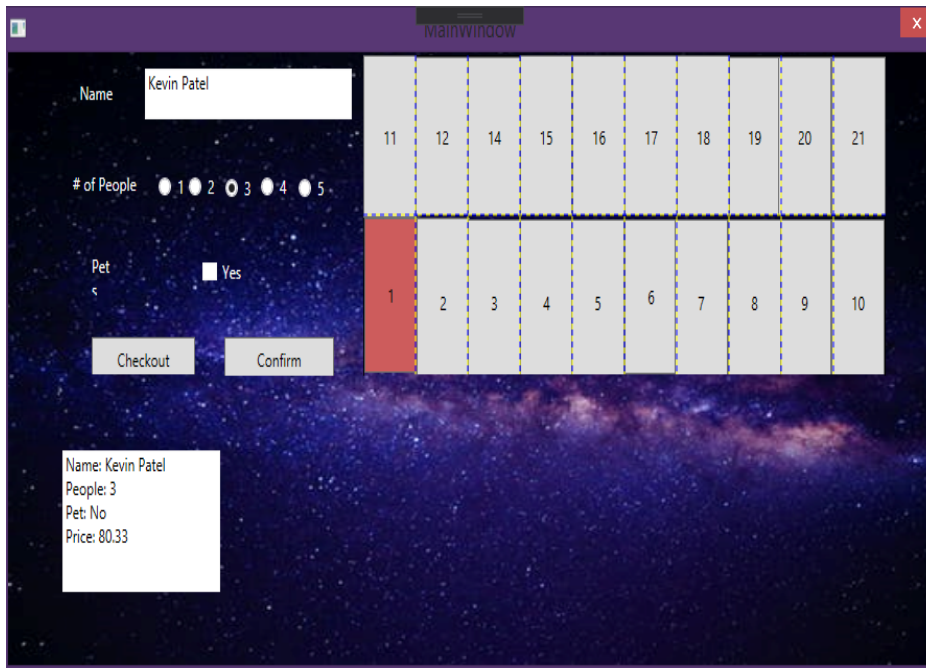 MainWindow
X
Name
Kevin Patel
# of People
1 2 3 4 5
Pet
s
Yes
Checkout
Confirm
11 12 14 15 16 17 18 19 20 21
1 2 3 4 5 6 7 8 9 10
Name: Kevin Patel
People: 3
Pet: No
Price: 80.33